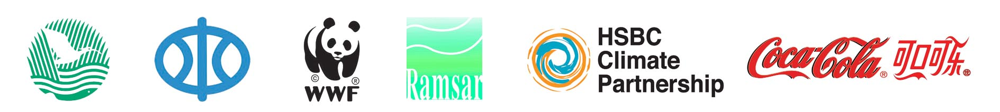 © ®
WWF
Ramsar
HSBC
Climate
Partnership
Coca-Cola® 可口可乐